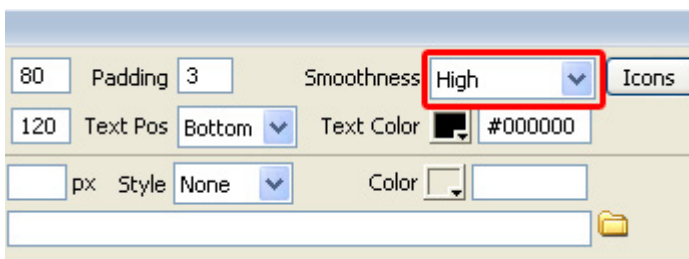 80 Padding 3 Smoothness High Icons
120 Text Pos Bottom Text Color #000000
px Style None Color